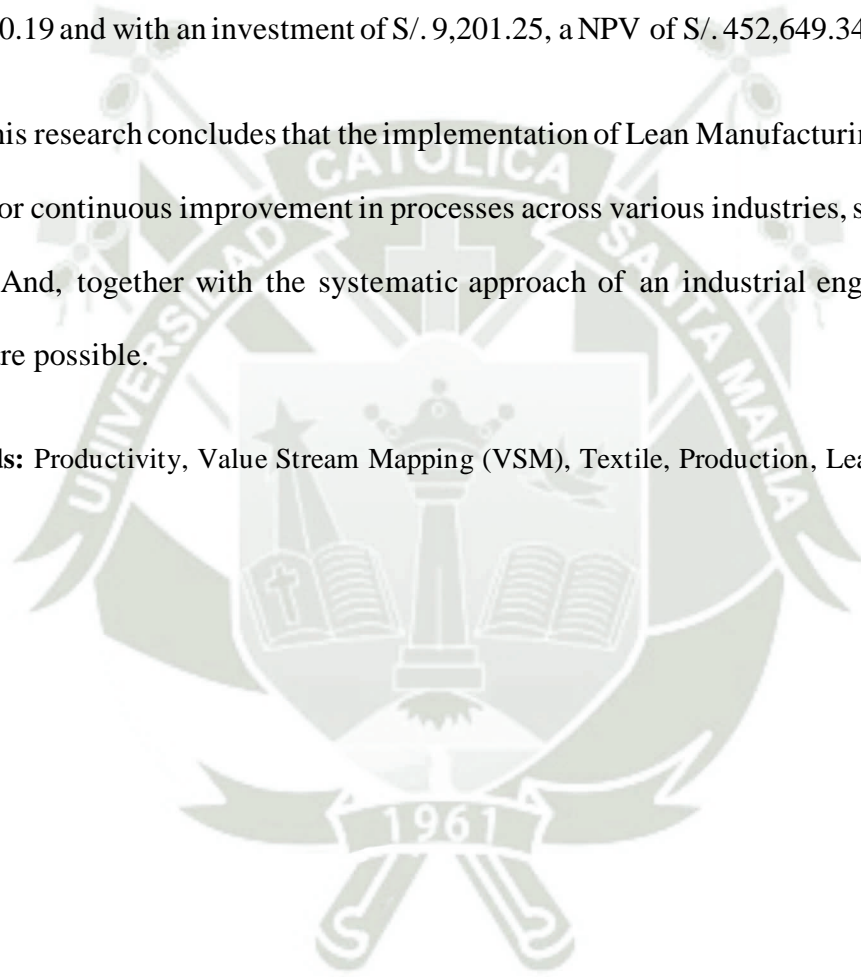 0.19 and with an investment of S/. 9,201.25, a NPV of S/. 452,649.34
his research concludes that the implementation of Lean Manufacturin
or continuous improvement in processes across various industries, s
And, together with the systematic approach of an industrial eng
re possible.
ds: Productivity, Value Stream Mapping (VSM), Textile, Production, Lea
UNIVERSIDAD CATOLICA SANTA MARIA
1961